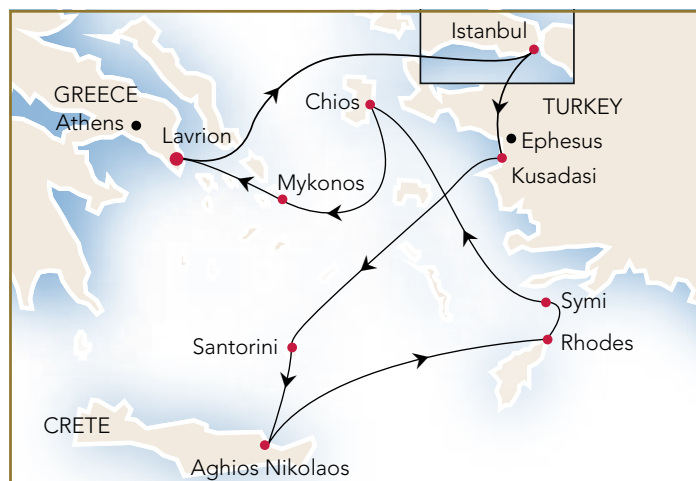 Istanbul
GREECE
Chios
TURKEY
Athens
Lavrion
Ephesus
Kusadasi
Mykonos
Symi
Santorini
Rhodes
CRETE
Aghios Nikolaos